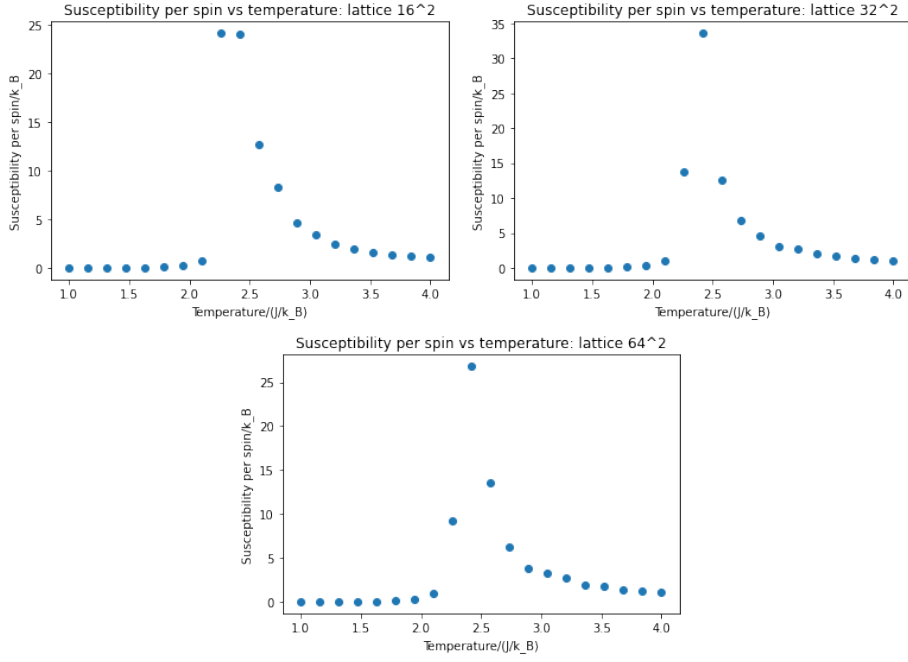 Susceptibility per spin vs temperature: lattice 16^2
Susceptibility per spin/k_B
25
20
15
10
5
0
1.0 1.5 2.0 2.5 3.0 3.5 4.0
Temperature/(J/k_B)
Susceptibility per spin vs temperature: lattice 32^2
Susceptibility per spin/k_B
35
30
25
20
15
10
5
0
1.0 1.5 2.0 2.5 3.0 3.5 4.0
Temperature/(J/k_B)
Susceptibility per spin vs temperature: lattice 64^2
Susceptibility per spin/k_B
25
20
15
10
5
0
1.0 1.5 2.0 2.5 3.0 3.5 4.0
Temperature/(J/k_B)